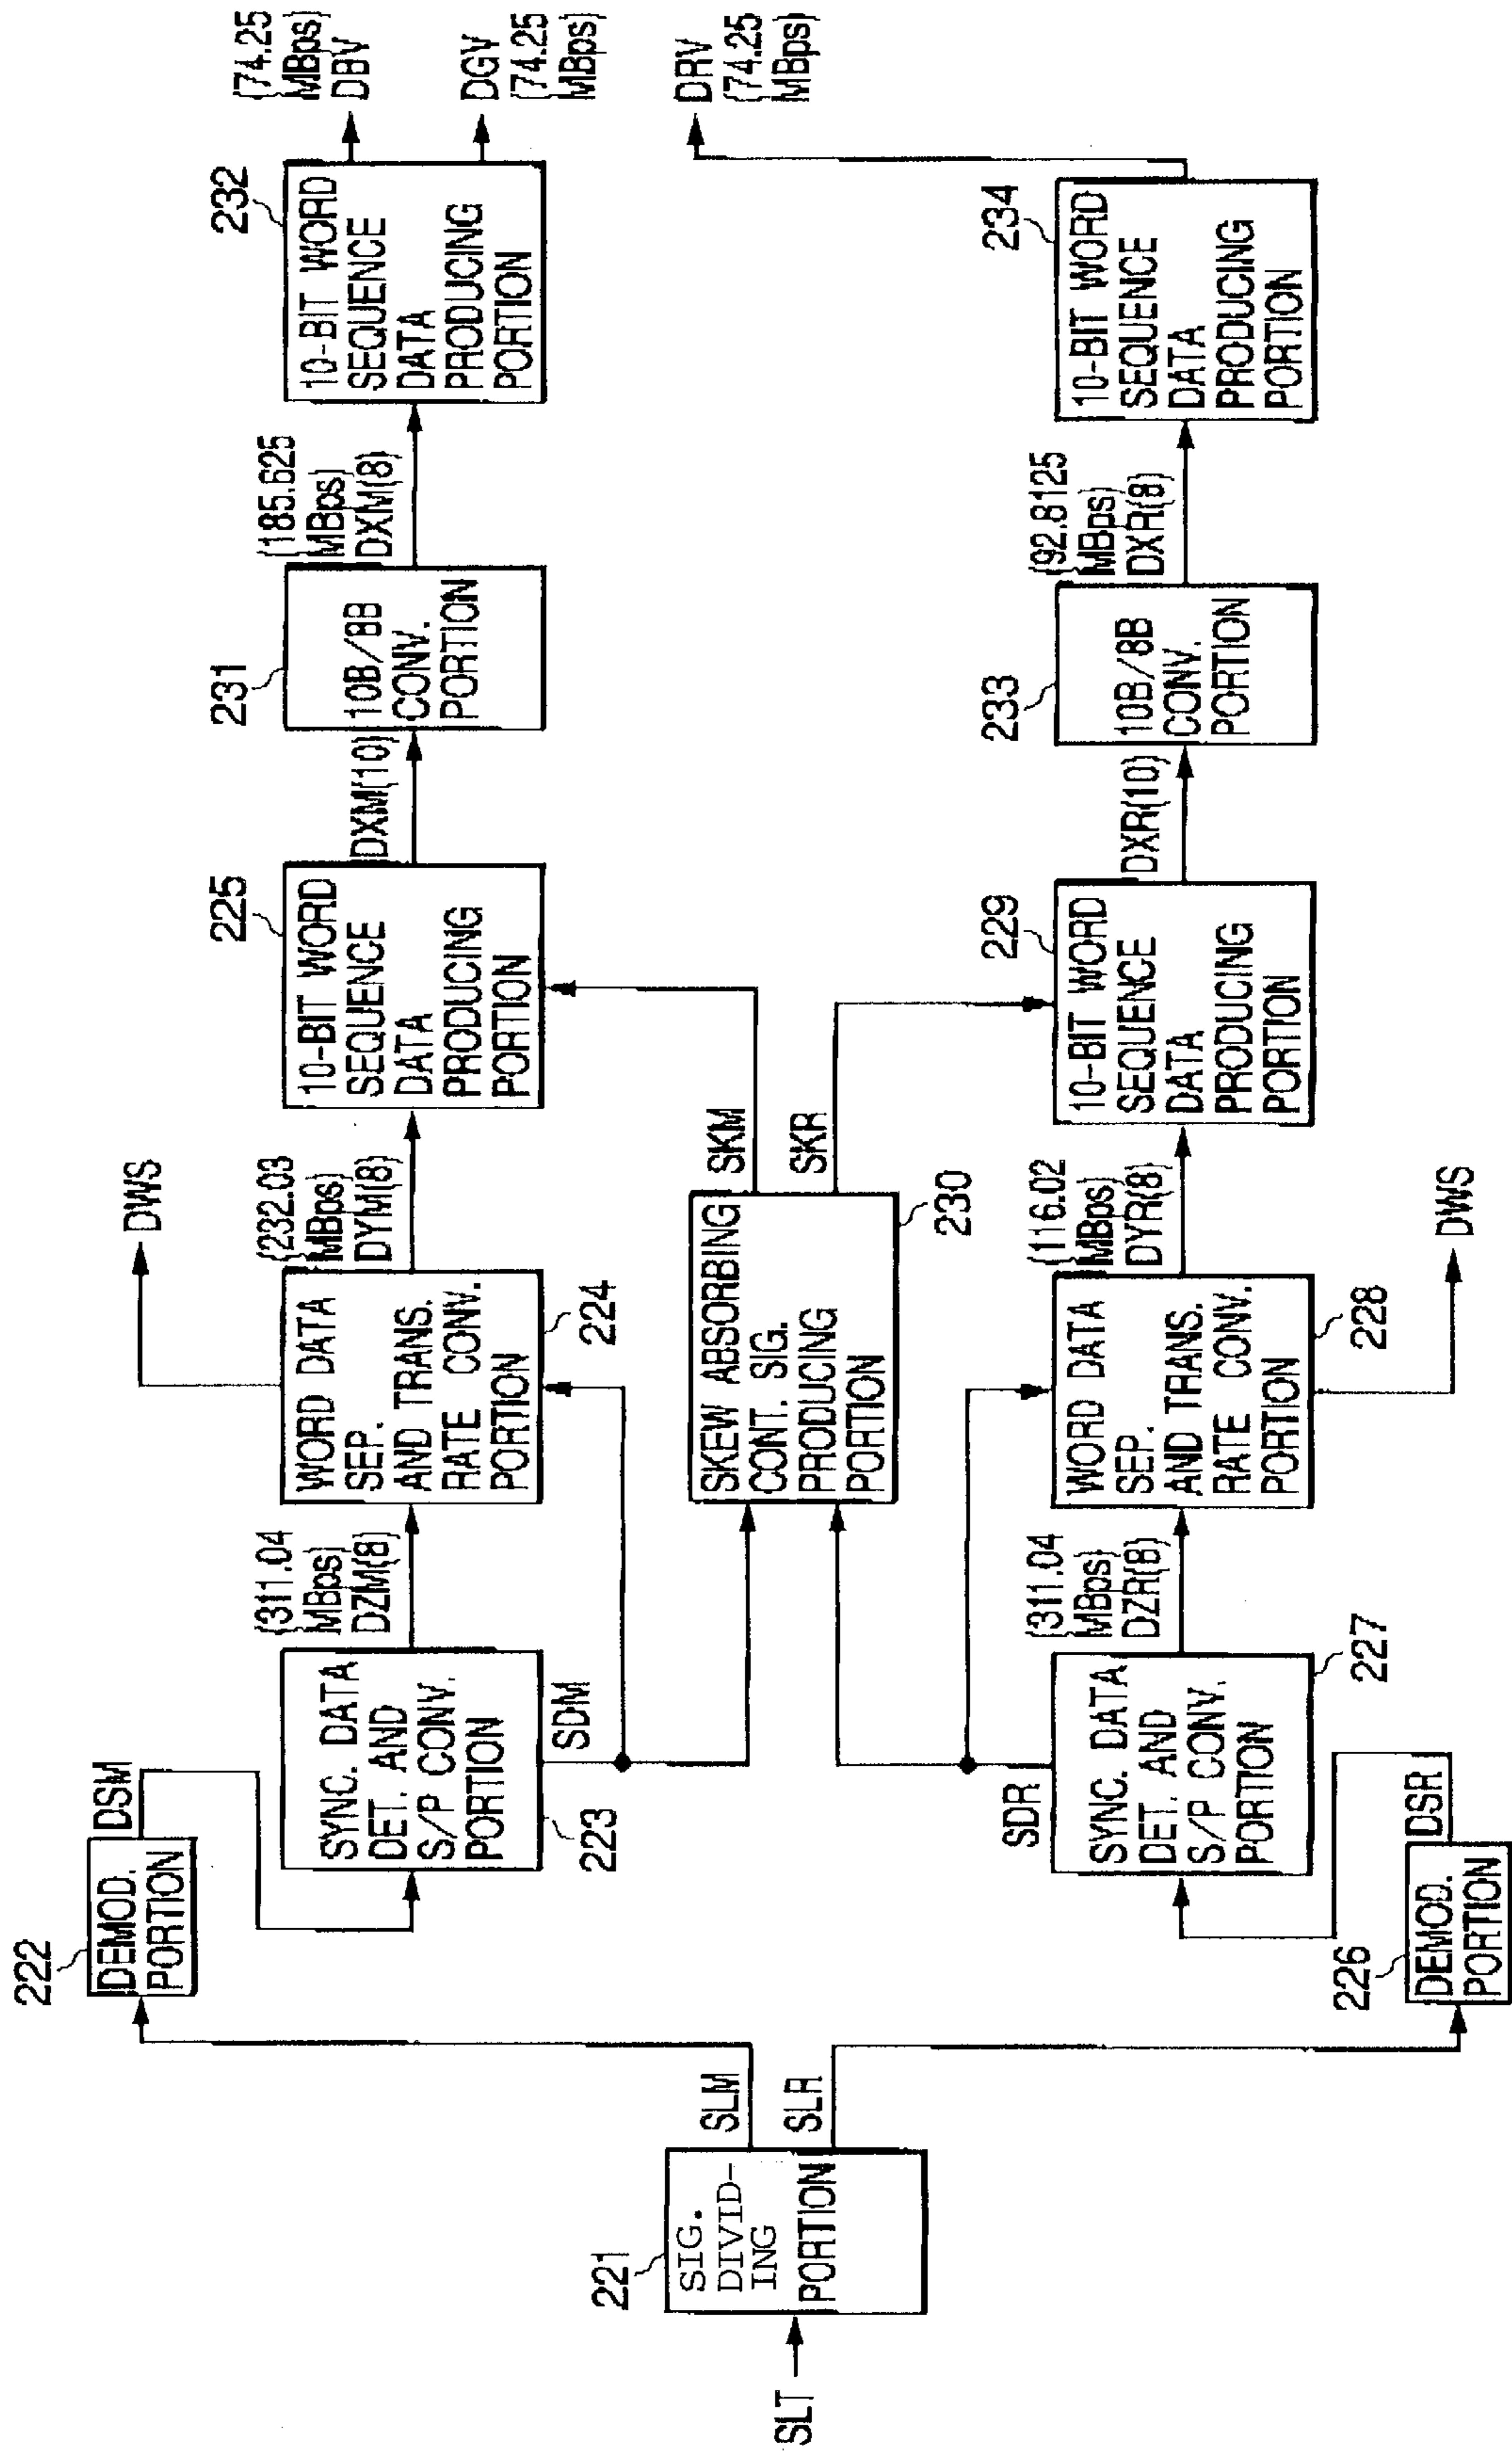 SLT
221
SIG.
DIVID-
ING
PORTION
SLM
SLR
222
DEMOD.
PORTION
DSM
223
SYNC. DATA
DET. AND
S/P CONV.
PORTION
SDM
(311.04
MBps)
DZM(8)
224
WORD DATA
SEP.
AND TRANS.
RATE CONV.
PORTION
DWS
(232.03
MBps)
DYM(8)
225
10-BIT WORD
SEQUENCE
DATA
PRODUCING
PORTION
DXM(10)
231
10B/8B
CONV.
PORTION
(185.625
MBps)
DXM(8)
232
10-BIT WORD
SEQUENCE
DATA
PRODUCING
PORTION
(74.25
MBps)
DBV
DGV
(74.25
MBps)
SKEW ABSORBING
CONT. SIG.
PRODUCING
PORTION
230
SKM
SKR
226
DEMOD.
PORTION
DSR
227
SYNC. DATA
DET. AND
S/P CONV.
PORTION
SDR
(311.04
MBps)
DZR(8)
228
WORD DATA
SEP.
AND TRANS.
RATE CONV.
PORTION
DWS
(116.02
MBps)
DYR(8)
229
10-BIT WORD
SEQUENCE
DATA
PRODUCING
PORTION
DXR(10)
233
10B/8B
CONV.
PORTION
(92.8125
MBps)
DXR(8)
234
10-BIT WORD
SEQUENCE
DATA
PRODUCING
PORTION
DRV
(74.25
MBps)